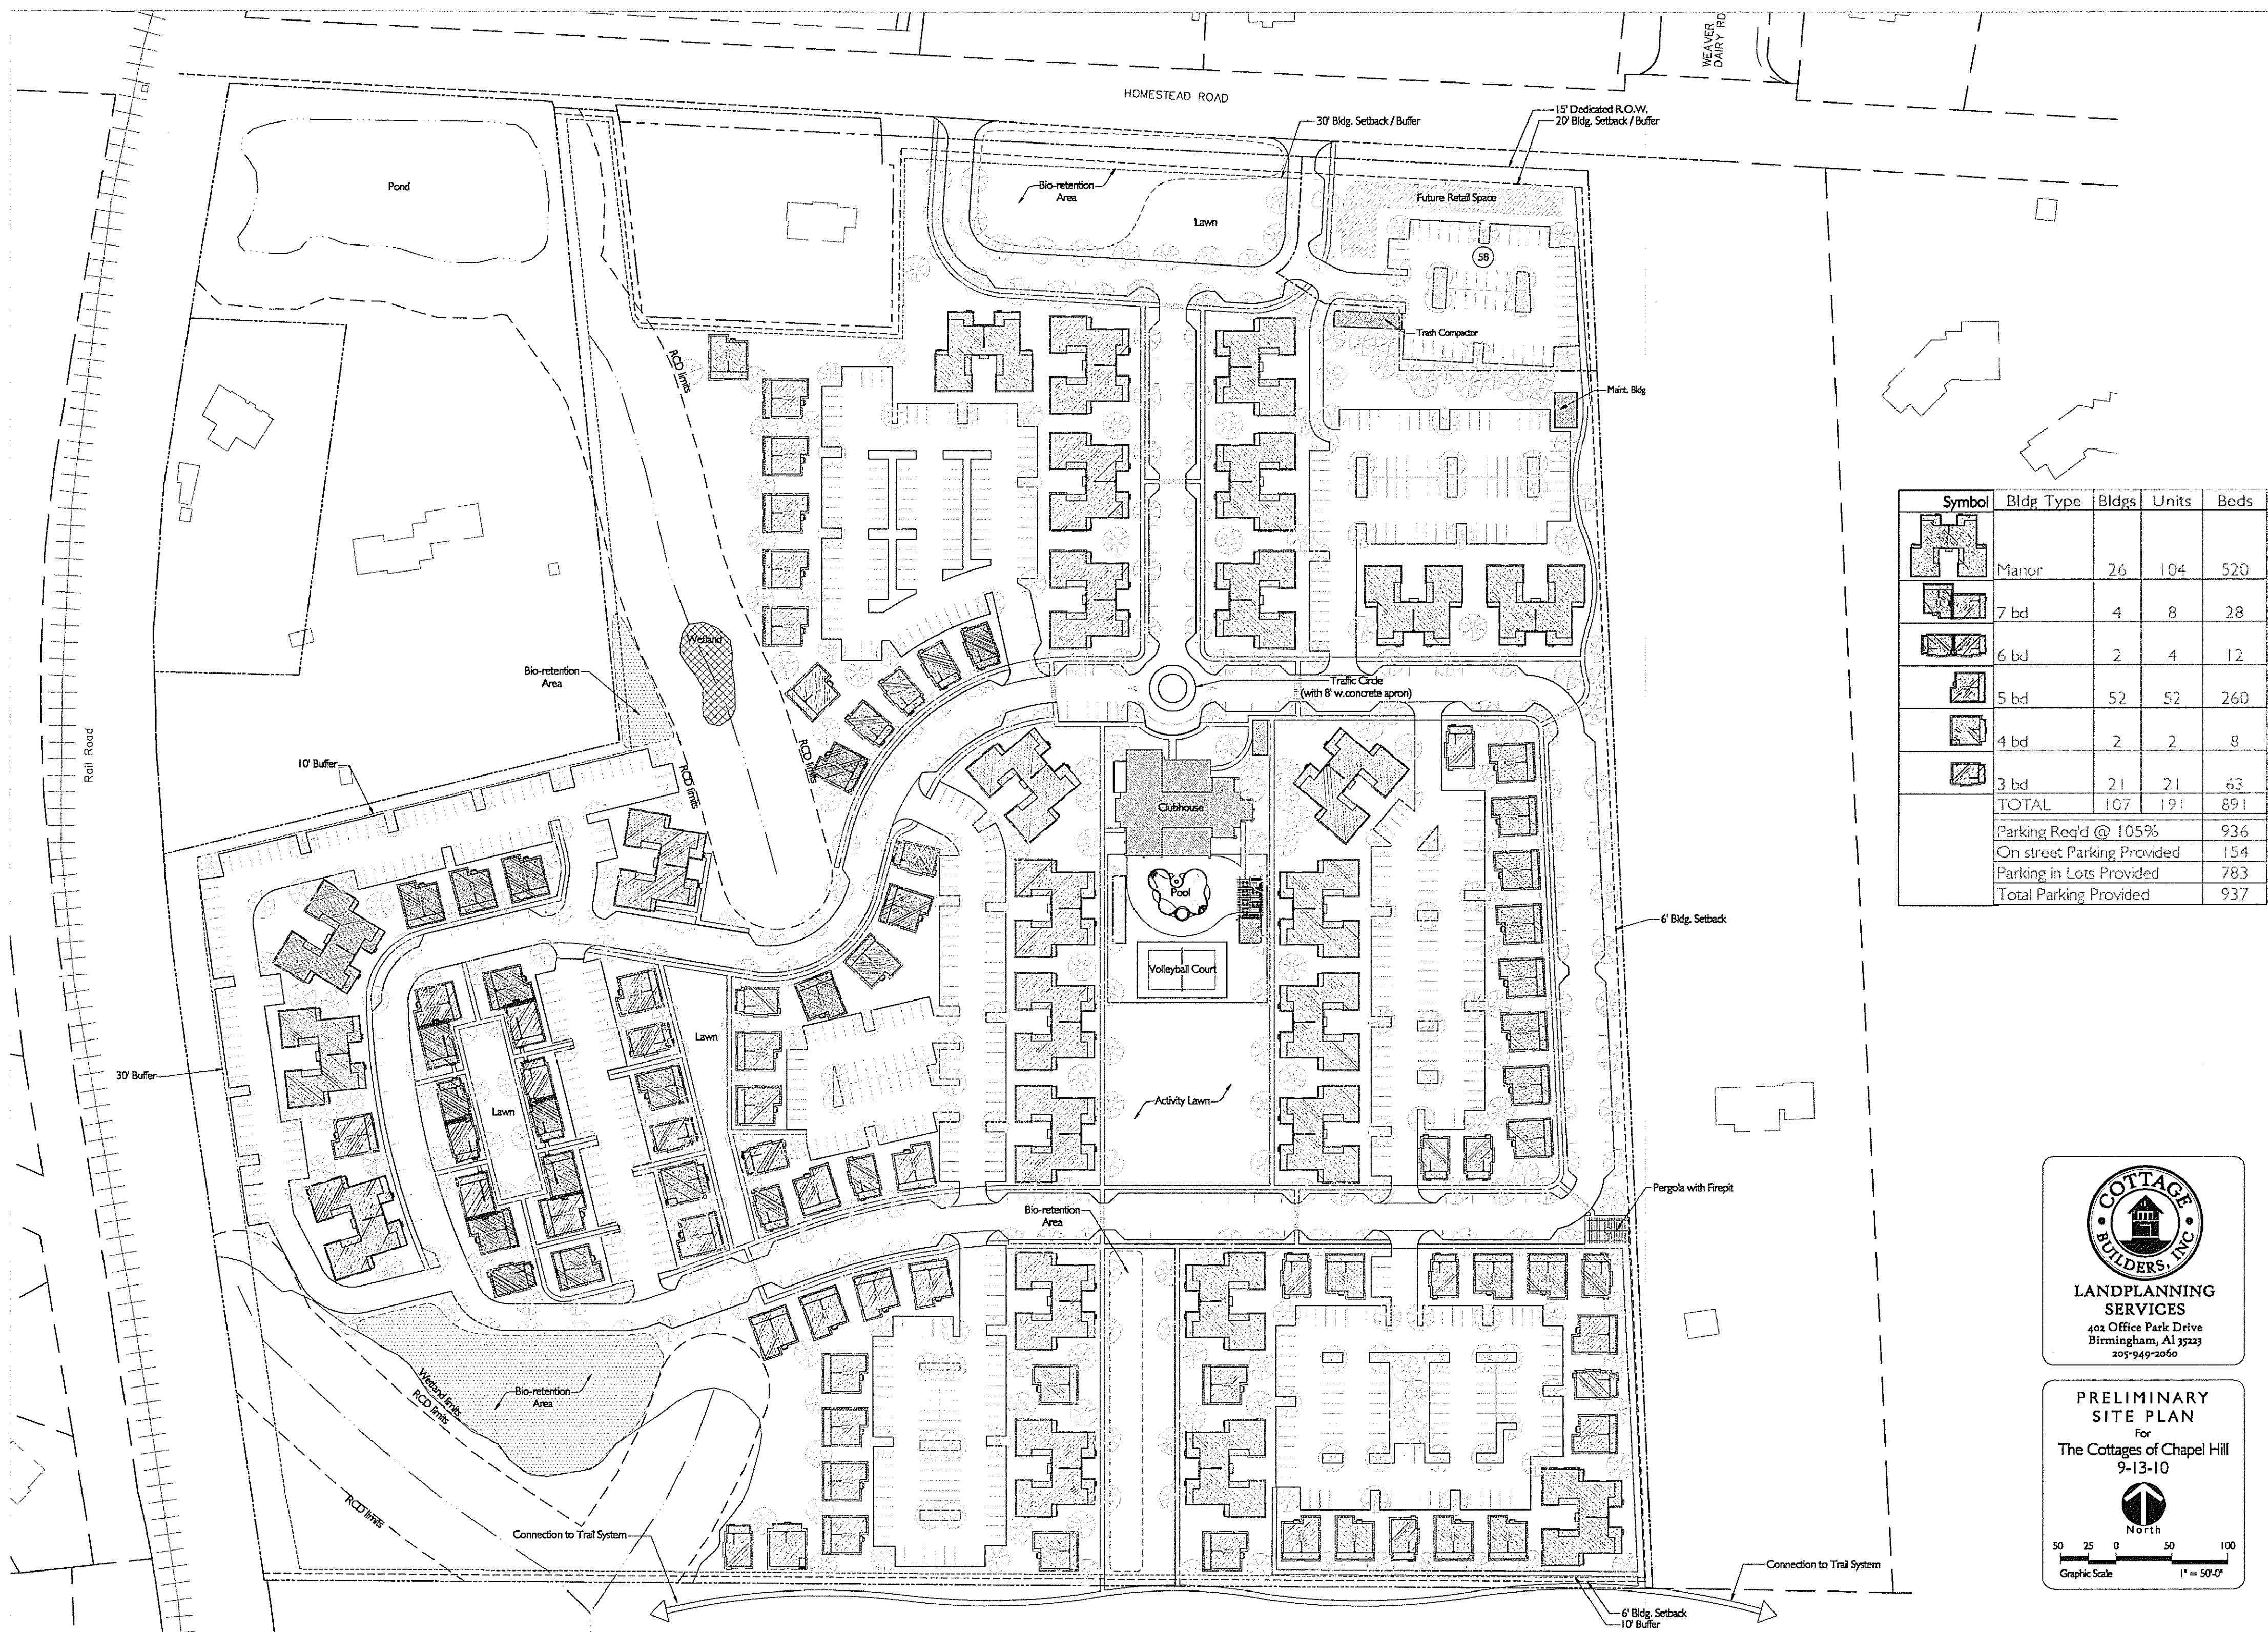 WEAVER
DAIRY RD
HOMESTEAD ROAD
15' Dedicated R.O.W.
20' Bldg. Setback / Buffer
30' Bldg. Setback / Buffer
Pond
Bio-retention
Area
Lawn
Future Retail Space
58
Trash Compactor
RCD limits
Maint. Bldg
Wetland
Bio-retention
Area
Traffic Circle
(with 8' w.concrete apron)
Rail Road
10' Buffer
RCD limits
RCD limits
Clubhouse
Pool
6' Bldg. Setback
Volleyball Court
Lawn
30' Buffer
Lawn
Activity Lawn
Pergola with Firepit
Bio-retention
Area
Wetland limits
RCD limits
Bio-retention
Area
RCD limits
Connection to Trail System
Connection to Trail System
6' Bldg. Setback
10' Buffer
Symbol Bldg Type Bldgs Units Beds
Manor 26 104 520
7 bd 4 8 28
6 bd 2 4 12
5 bd 52 52 260
4 bd 2 2 8
3 bd 21 21 63
TOTAL 107 191 891
Parking Req'd @ 105% 936
On street Parking Provided 154
Parking in Lots Provided 783
Total Parking Provided 937
COTTAGE
BUILDERS, INC
LANDPLANNING
SERVICES
402 Office Park Drive
Birmingham, Al 35223
205-949-2060
PRELIMINARY
SITE PLAN
For
The Cottages of Chapel Hill
9-13-10
North
50 25 0 50 100
Graphic Scale 1" = 50'-0"